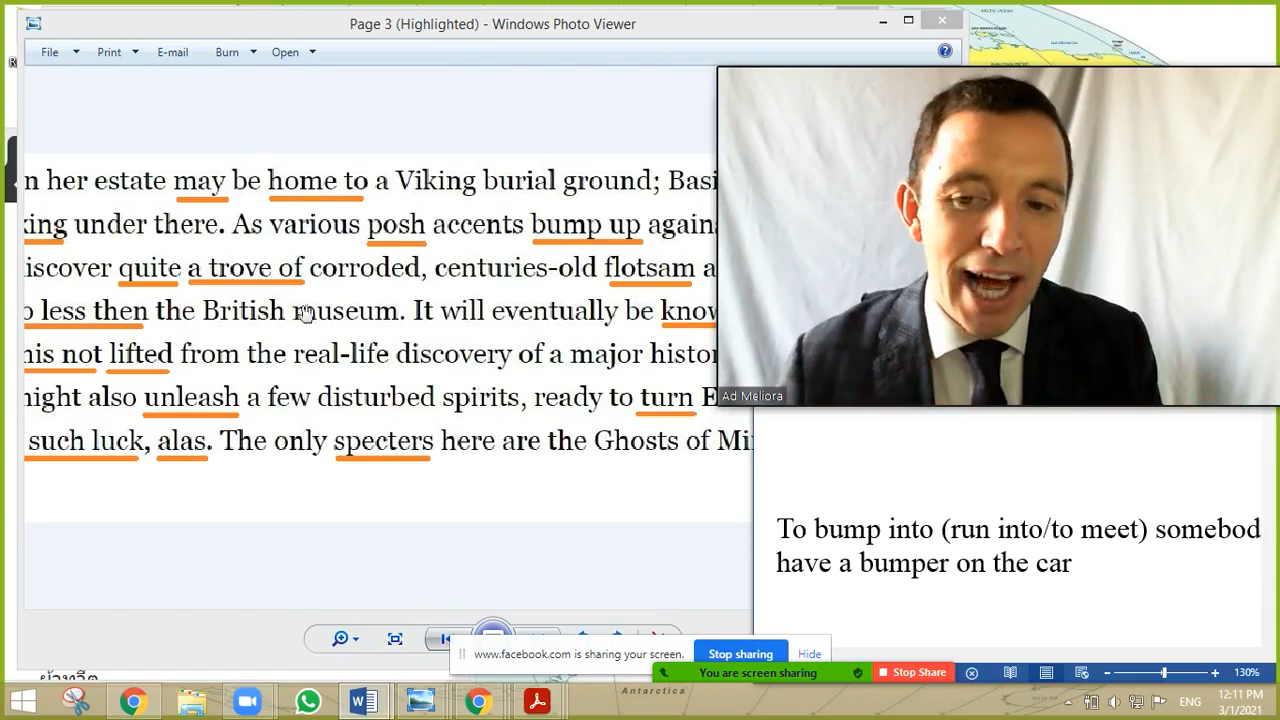 Page 3 (Highlighted) - Windows Photo Viewer
File Print E-mail Burn Open
ARCTIC OCEAN
n her estate may be home to a Viking burial ground; Basi
king under there. As various posh accents bump up agains
iscover quite a trove of corroded, centuries-old flotsam a
o less then the British museum. It will eventually be know
his not lifted from the real-life discovery of a major histor
night also unleash a few disturbed spirits, ready to turn E
such luck, alas. The only specters here are the Ghosts of Mi
Ad Meliora
To bump into (run into/to meet) somebod
have a bumper on the car
www.facebook.com is sharing your screen.
Stop sharing
Hide
You are screen sharing
Stop Share
130%
Antarctica
ENG
12:11 PM
3/1/2021